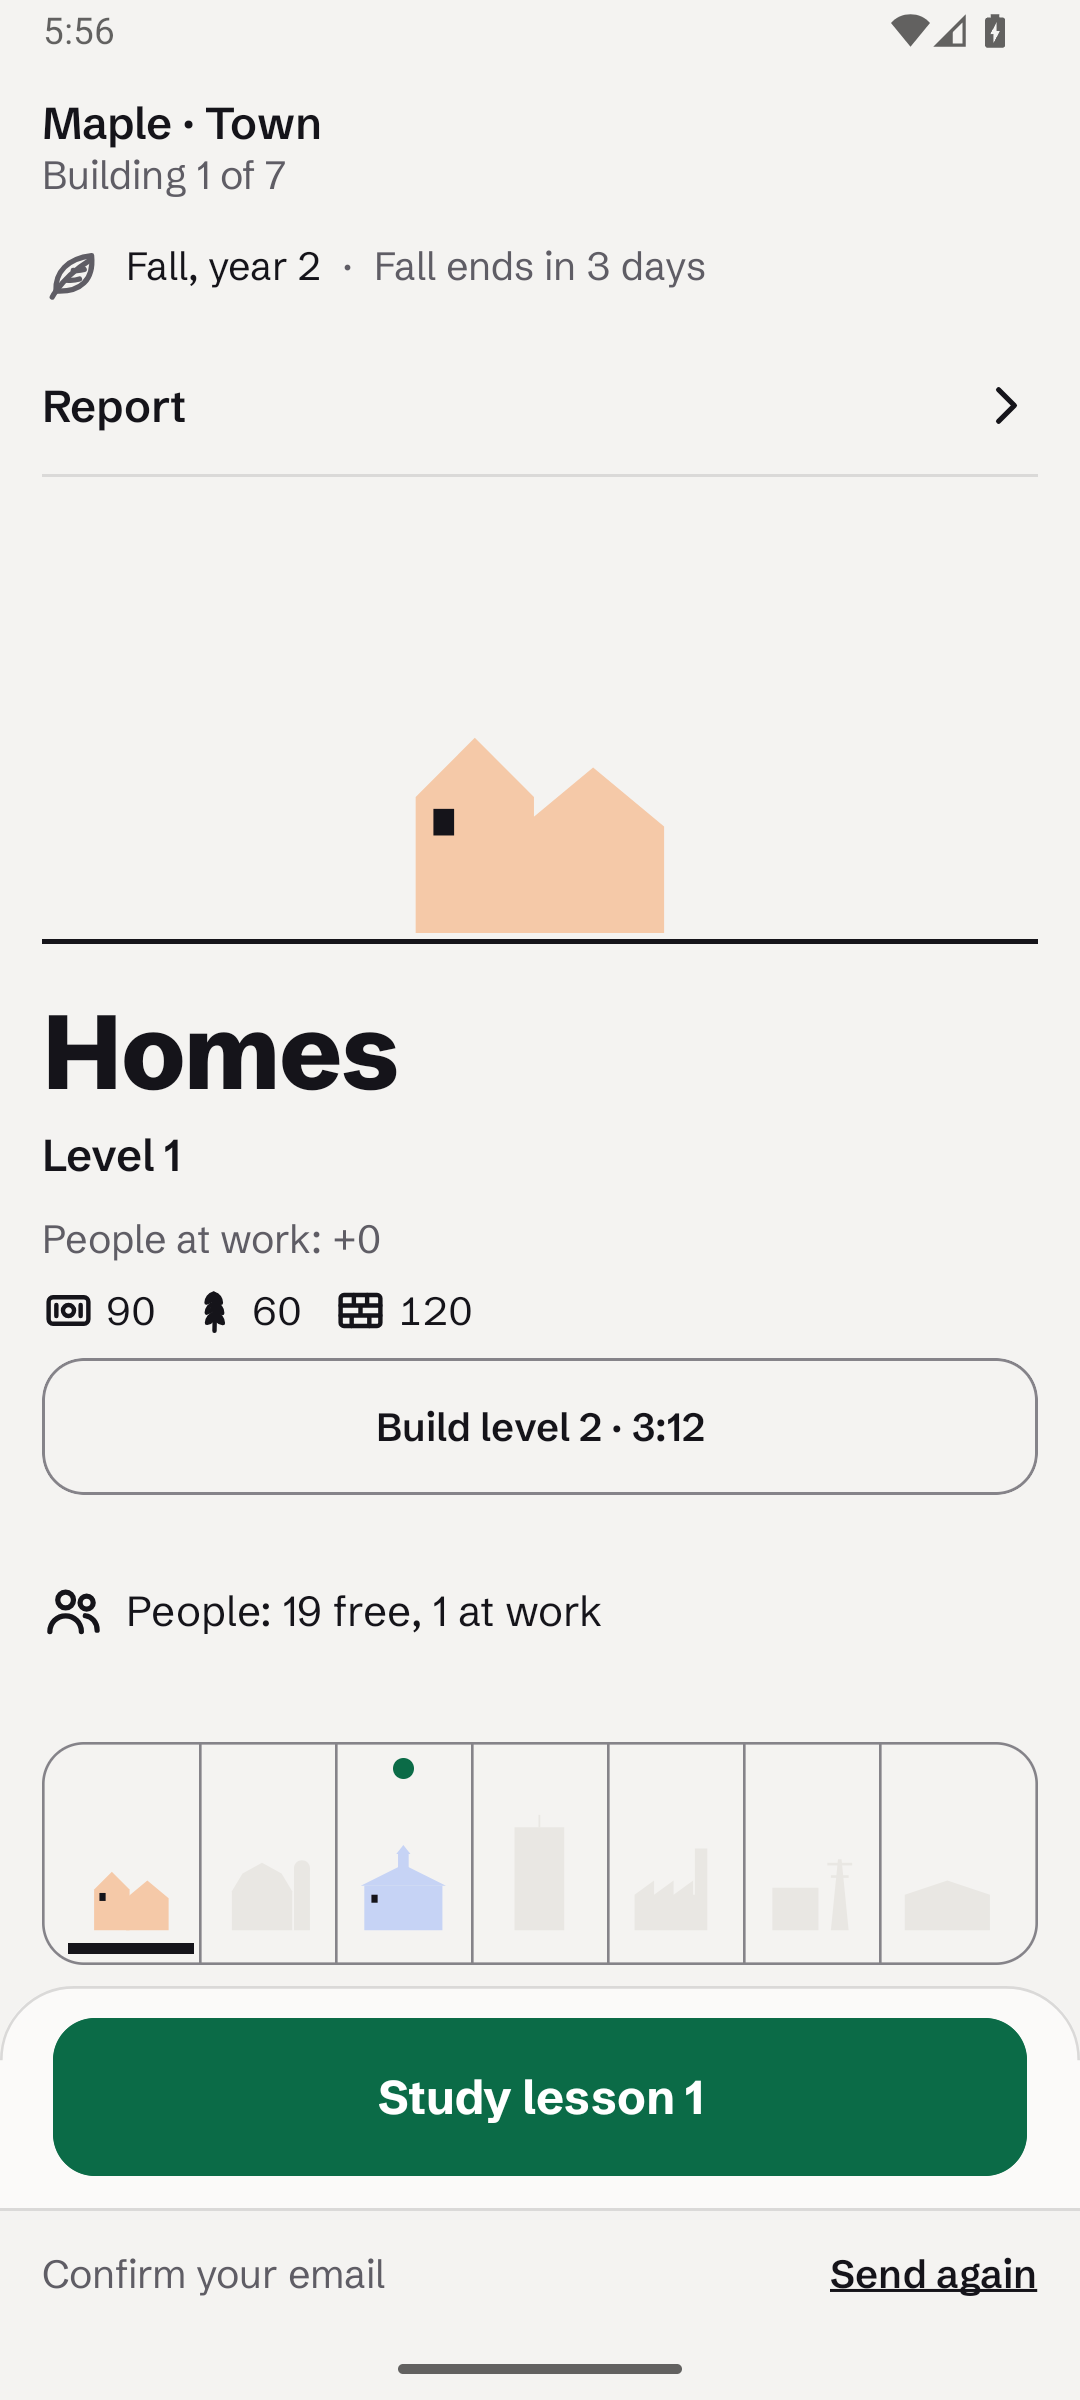 5:56
Maple · Town
Building 1 of 7
Fall, year 2 · Fall ends in 3 days
Report
Homes
Level 1
People at work: +0
90 60 120
Build level 2 · 3:12
People: 19 free, 1 at work
Study lesson 1
Confirm your email
Send again